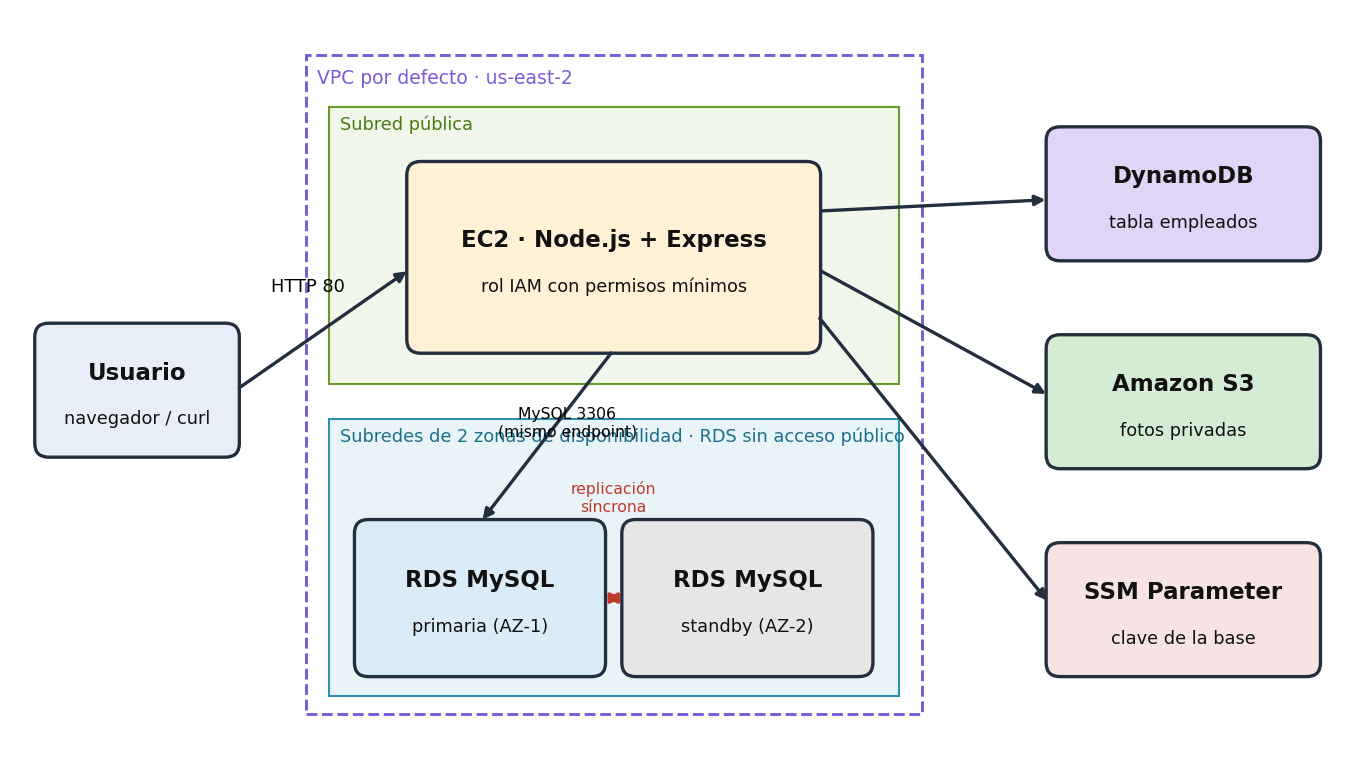 VPC por defecto · us-east-2
Subred pública
EC2 · Node.js + Express
rol IAM con permisos mínimos
HTTP 80
Usuario
navegador / curl
MySQL 3306
(mismo endpoint)
Subredes de 2 zonas de disponibilidad · RDS sin acceso público
replicación
síncrona
RDS MySQL
primaria (AZ-1)
RDS MySQL
standby (AZ-2)
DynamoDB
tabla empleados
Amazon S3
fotos privadas
SSM Parameter
clave de la base